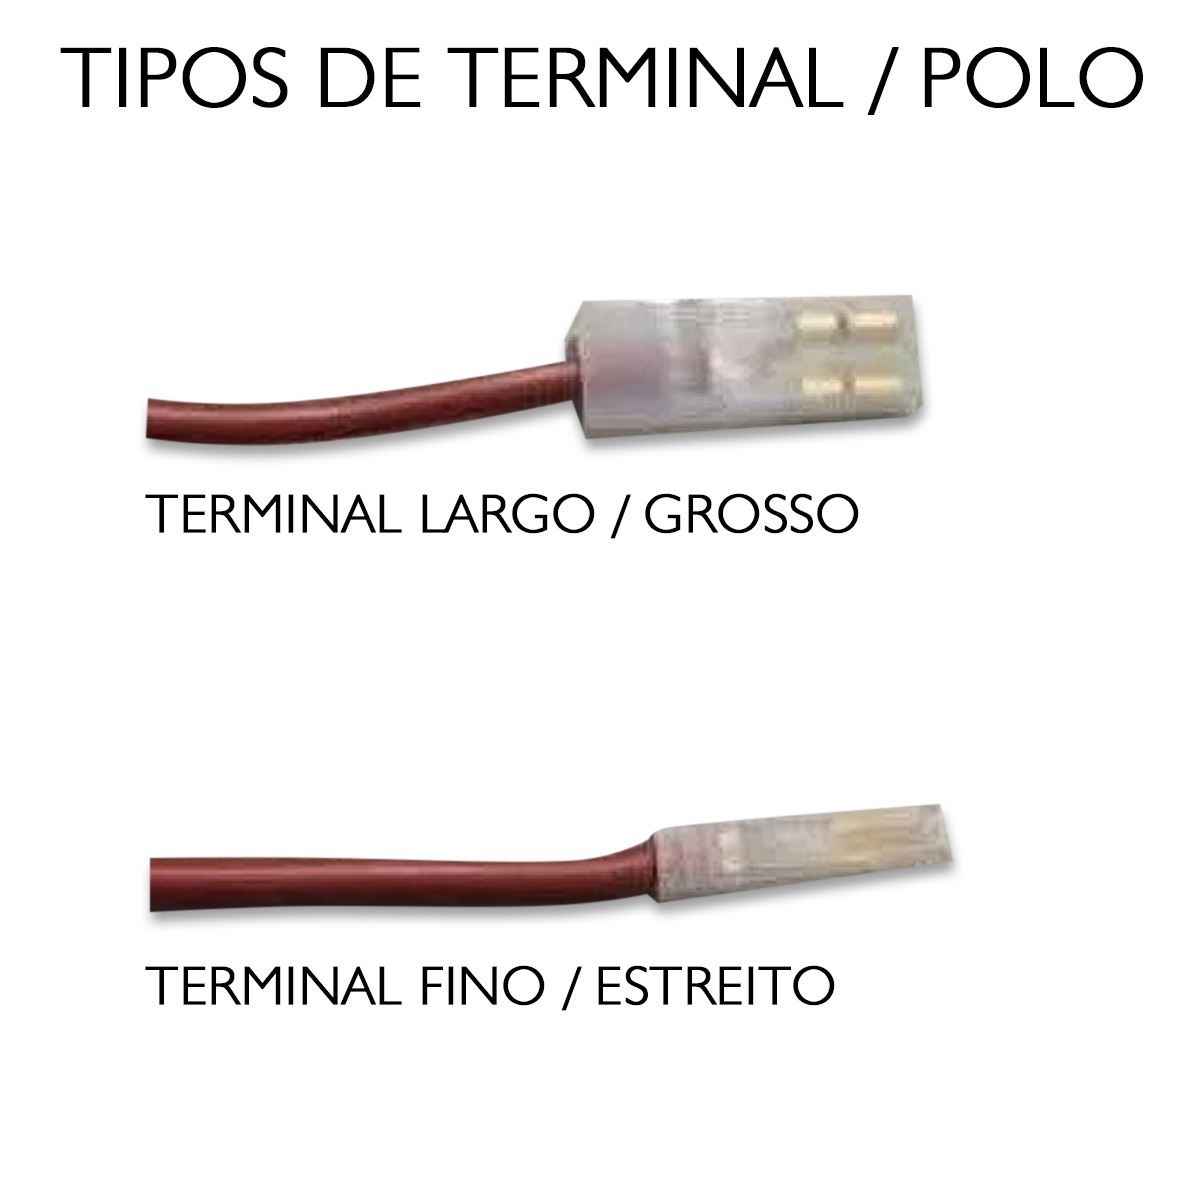 TIPOS DE TERMINAL / POLO
TERMINAL LARGO / GROSSO
TERMINAL FINO / ESTREITO